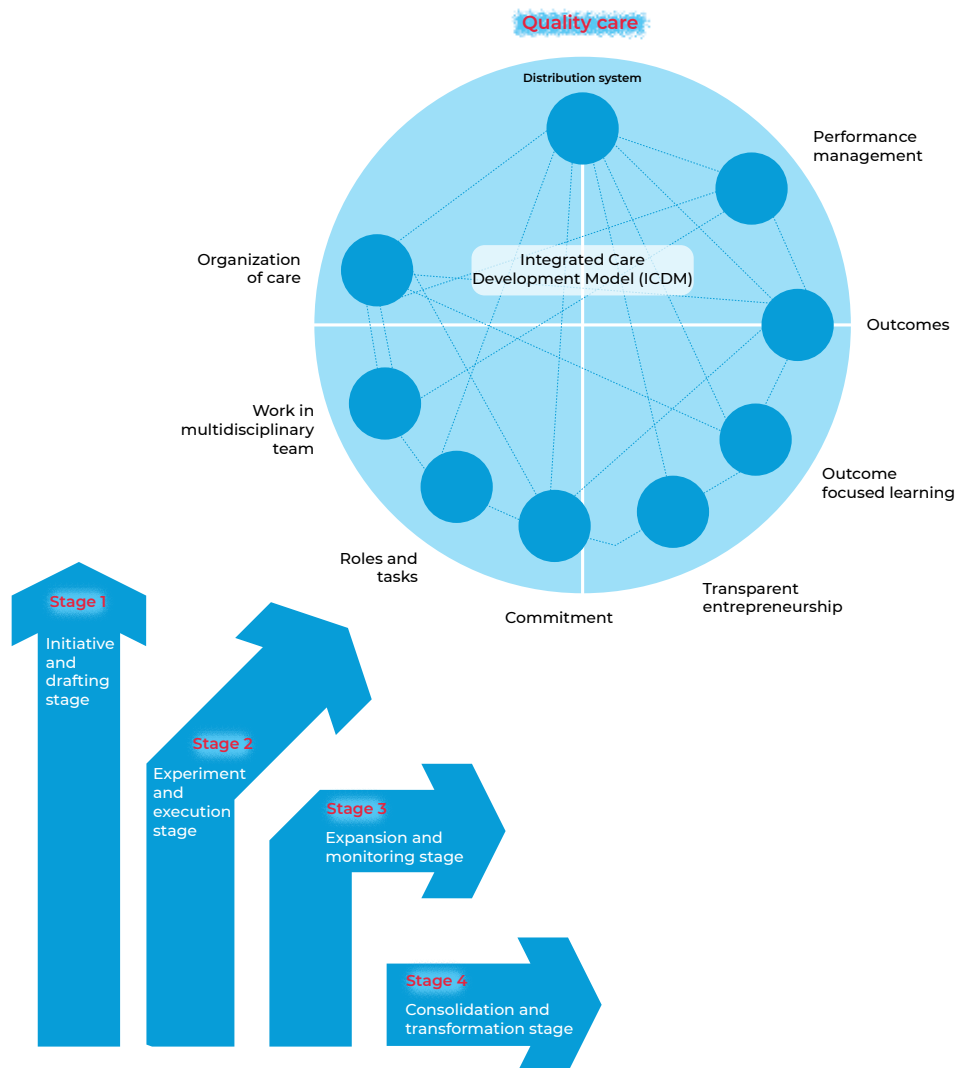 Quality care
Distribution system
Performance
management
Integrated Care
Development Model (ICDM)
Organization
of care
Outcomes
Work in
multidisciplinary
team
Outcome
focused learning
Roles and
tasks
Transparent
entrepreneurship
Commitment
Stage 1
Initiative
and
drafting
stage
Stage 2
Experiment
and
execution
stage
Stage 3
Expansion and
monitoring stage
Stage 4
Consolidation and
transformation stage